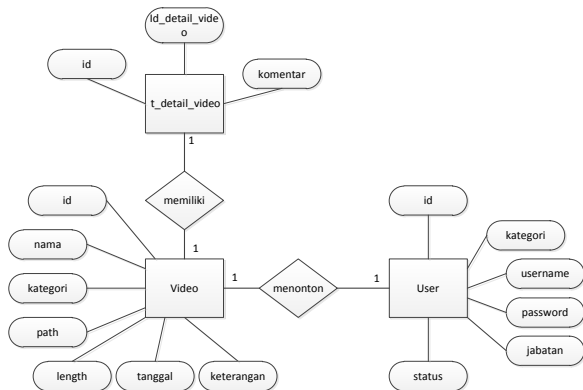 Id_detail_vide
o
id
komentar
t_detail_video
1
memiliki
1
id
nama
kategori
path
length
tanggal
keterangan
Video
1
menonton
1
User
id
kategori
username
password
jabatan
status